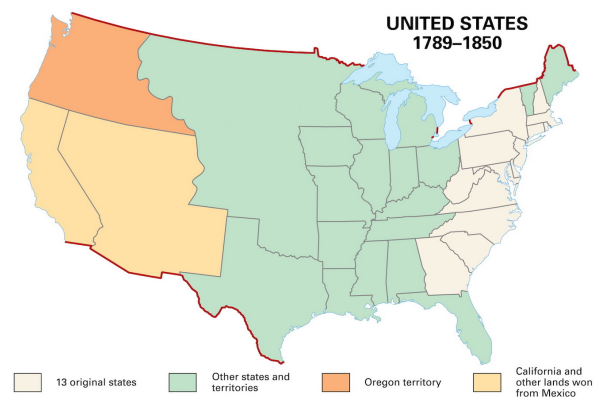 UNITED STATES
1789–1850
13 original states
Other states and
territories
Oregon territory
California and
other lands won
from Mexico